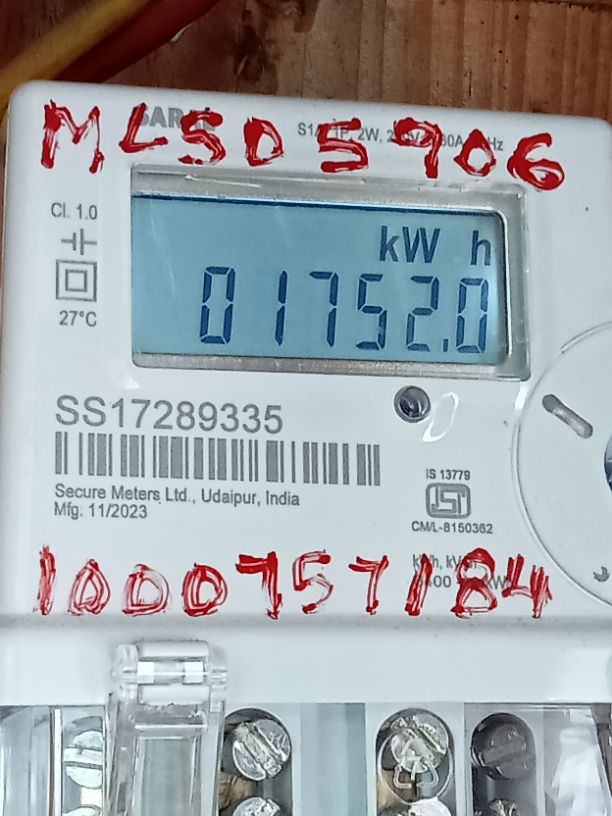 MLSD5906
Cl. 1.0
kW h
01752.0
27°C
SS17289335
IS 13779
Secure Meters Ltd., Udaipur, India
Mfg. 11/2023
CM/L-8150362
1000757184